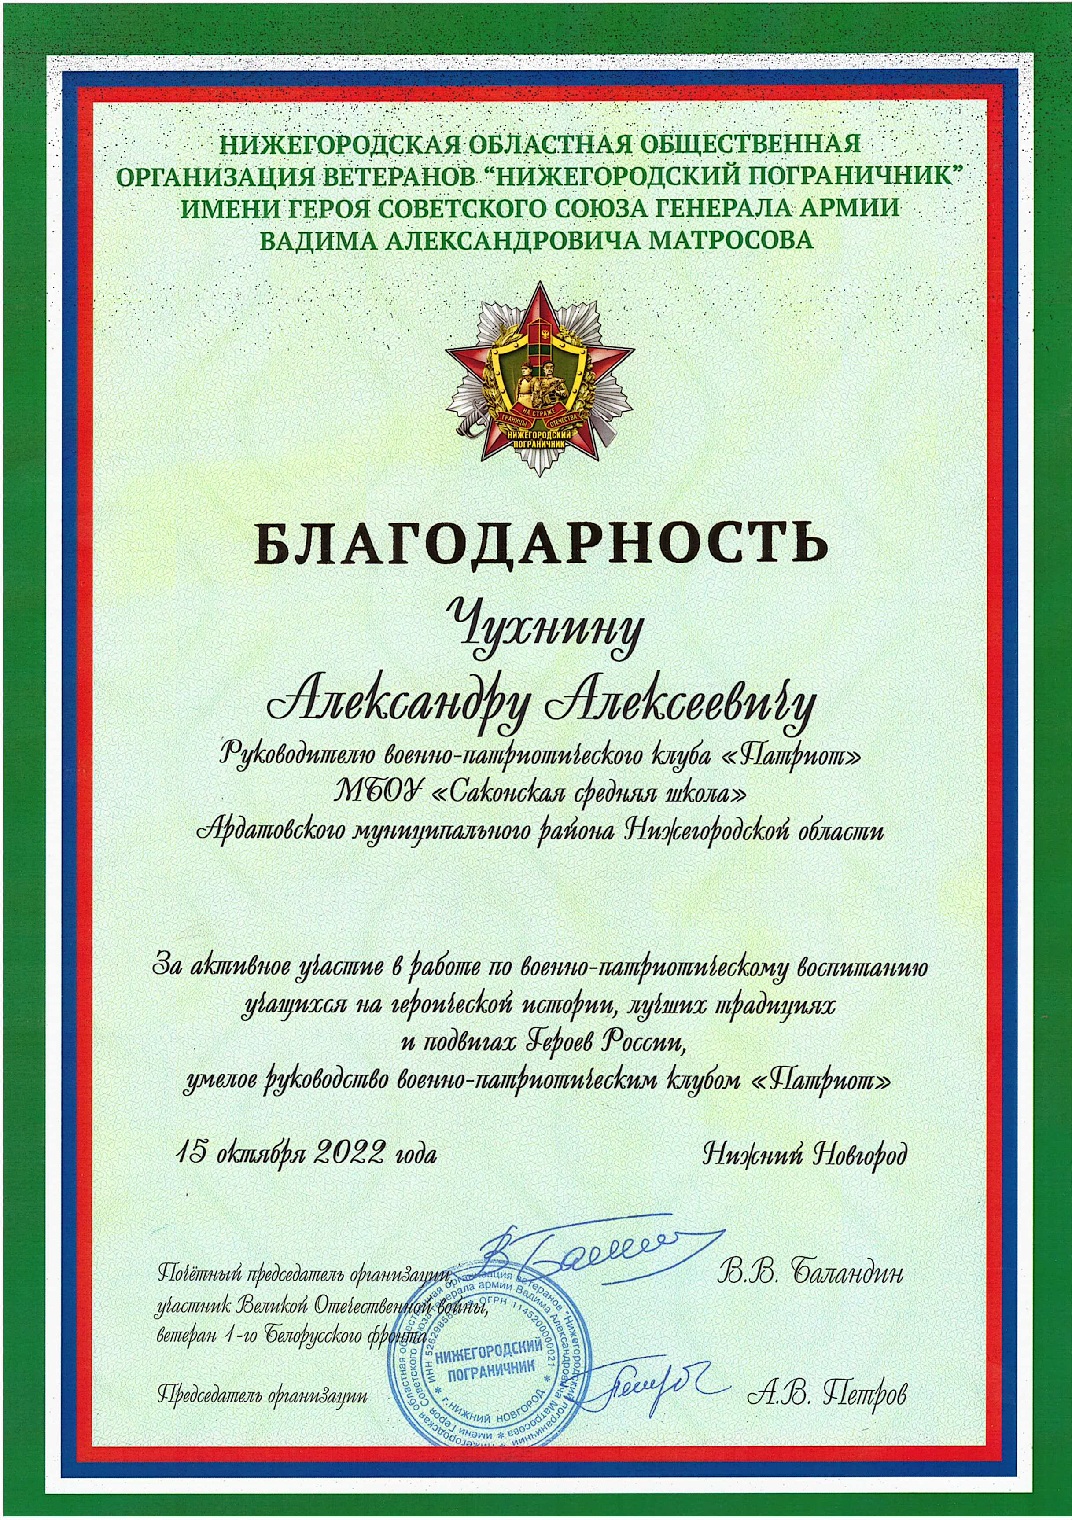 НИЖЕГОРОДСКАЯ ОБЛАСТНАЯ ОБЩЕСТВЕННАЯ
ОРГАНИЗАЦИЯ ВЕТЕРАНОВ “НИЖЕГОРОДСКИЙ ПОГРАНИЧНИК”
ИМЕНИ ГЕРОЯ СОВЕТСКОГО СОЮЗА ГЕНЕРАЛА АРМИИ
ВАДИМА АЛЕКСАНДРОВИЧА МАТРОСОВА
НА СТРАЖЕ
ГРАНИЦЫ ОТЕЧЕСТВА
НИЖЕГОРОДСКИЙ
ПОГРАНИЧНИК
БЛАГОДАРНОСТЬ
Чухнину
Александру Алексеевичу
Руководителю военно-патриотического клуба «Патриот»
МБОУ «Саконская средняя школа»
Ардатовского муниципального района Нижегородской области
За активное участие в работе по военно-патриотическому воспитанию
учащихся на героической истории, лучших традициях
и подвигах Героев России,
умелое руководство военно-патриотическим клубом «Патриот»
15 октября 2022 года Нижний Новгород
Почётный председатель организации,
участник Великой Отечественной войны,
ветеран 1-го Белорусского фронта
В.В. Баландин
НИЖЕГОРОДСКИЙ
ПОГРАНИЧНИК
г. НИЖНИЙ НОВГОРОД
Председатель организации А.В. Петров